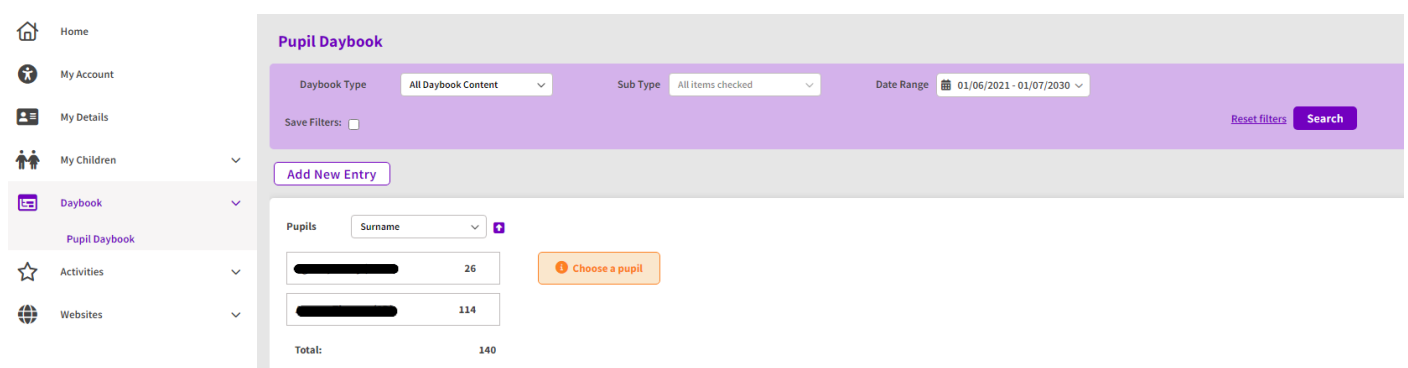 Home
My Account
My Details
My Children
Daybook
Pupil Daybook
Activities
Websites
Pupil Daybook
Daybook Type All Daybook Content Sub Type All items checked Date Range 01/06/2021 - 01/07/2030
Save Filters: Reset filters Search
Add New Entry
Pupils Surname
26 Choose a pupil
114
Total: 140